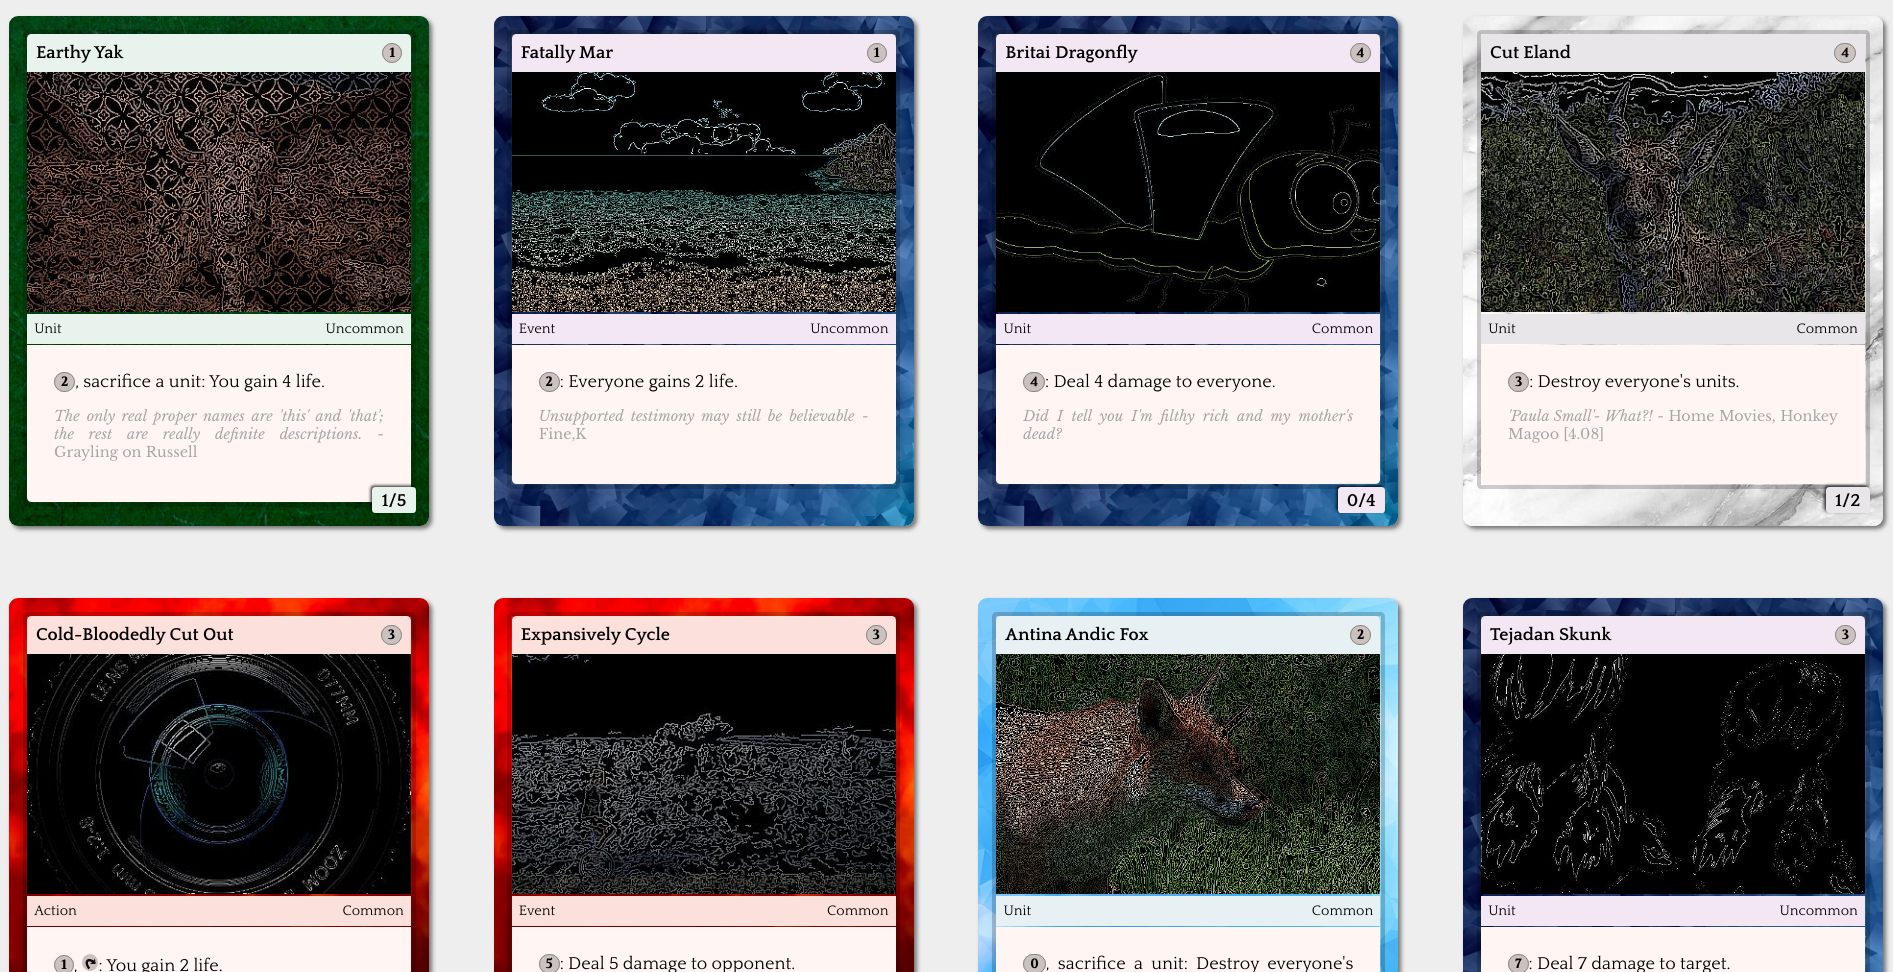 Earthy Yak 1
Unit Uncommon
2, sacrifice a unit: You gain 4 life.
The only real proper names are 'this' and 'that';
the rest are really definite descriptions. -
Grayling on Russell
1/5
Fatally Mar 1
Event Uncommon
2: Everyone gains 2 life.
Unsupported testimony may still be believable -
Fine,K
Britai Dragonfly 4
Unit Common
4: Deal 4 damage to everyone.
Did I tell you I'm filthy rich and my mother's
dead?
0/4
Cut Eland 4
Unit Common
3: Destroy everyone's units.
'Paula Small'- What?! - Home Movies, Honkey
Magoo [4.08]
1/2
Cold-Bloodedly Cut Out 3
LENS
Ø77MM
ZOOM
Action Common
1, : You gain 2 life.
Expansively Cycle 3
Event Common
5: Deal 5 damage to opponent.
Antina Andic Fox 2
Unit Common
0, sacrifice a unit: Destroy everyone's
Tejadan Skunk 3
Unit Uncommon
7: Deal 7 damage to target.